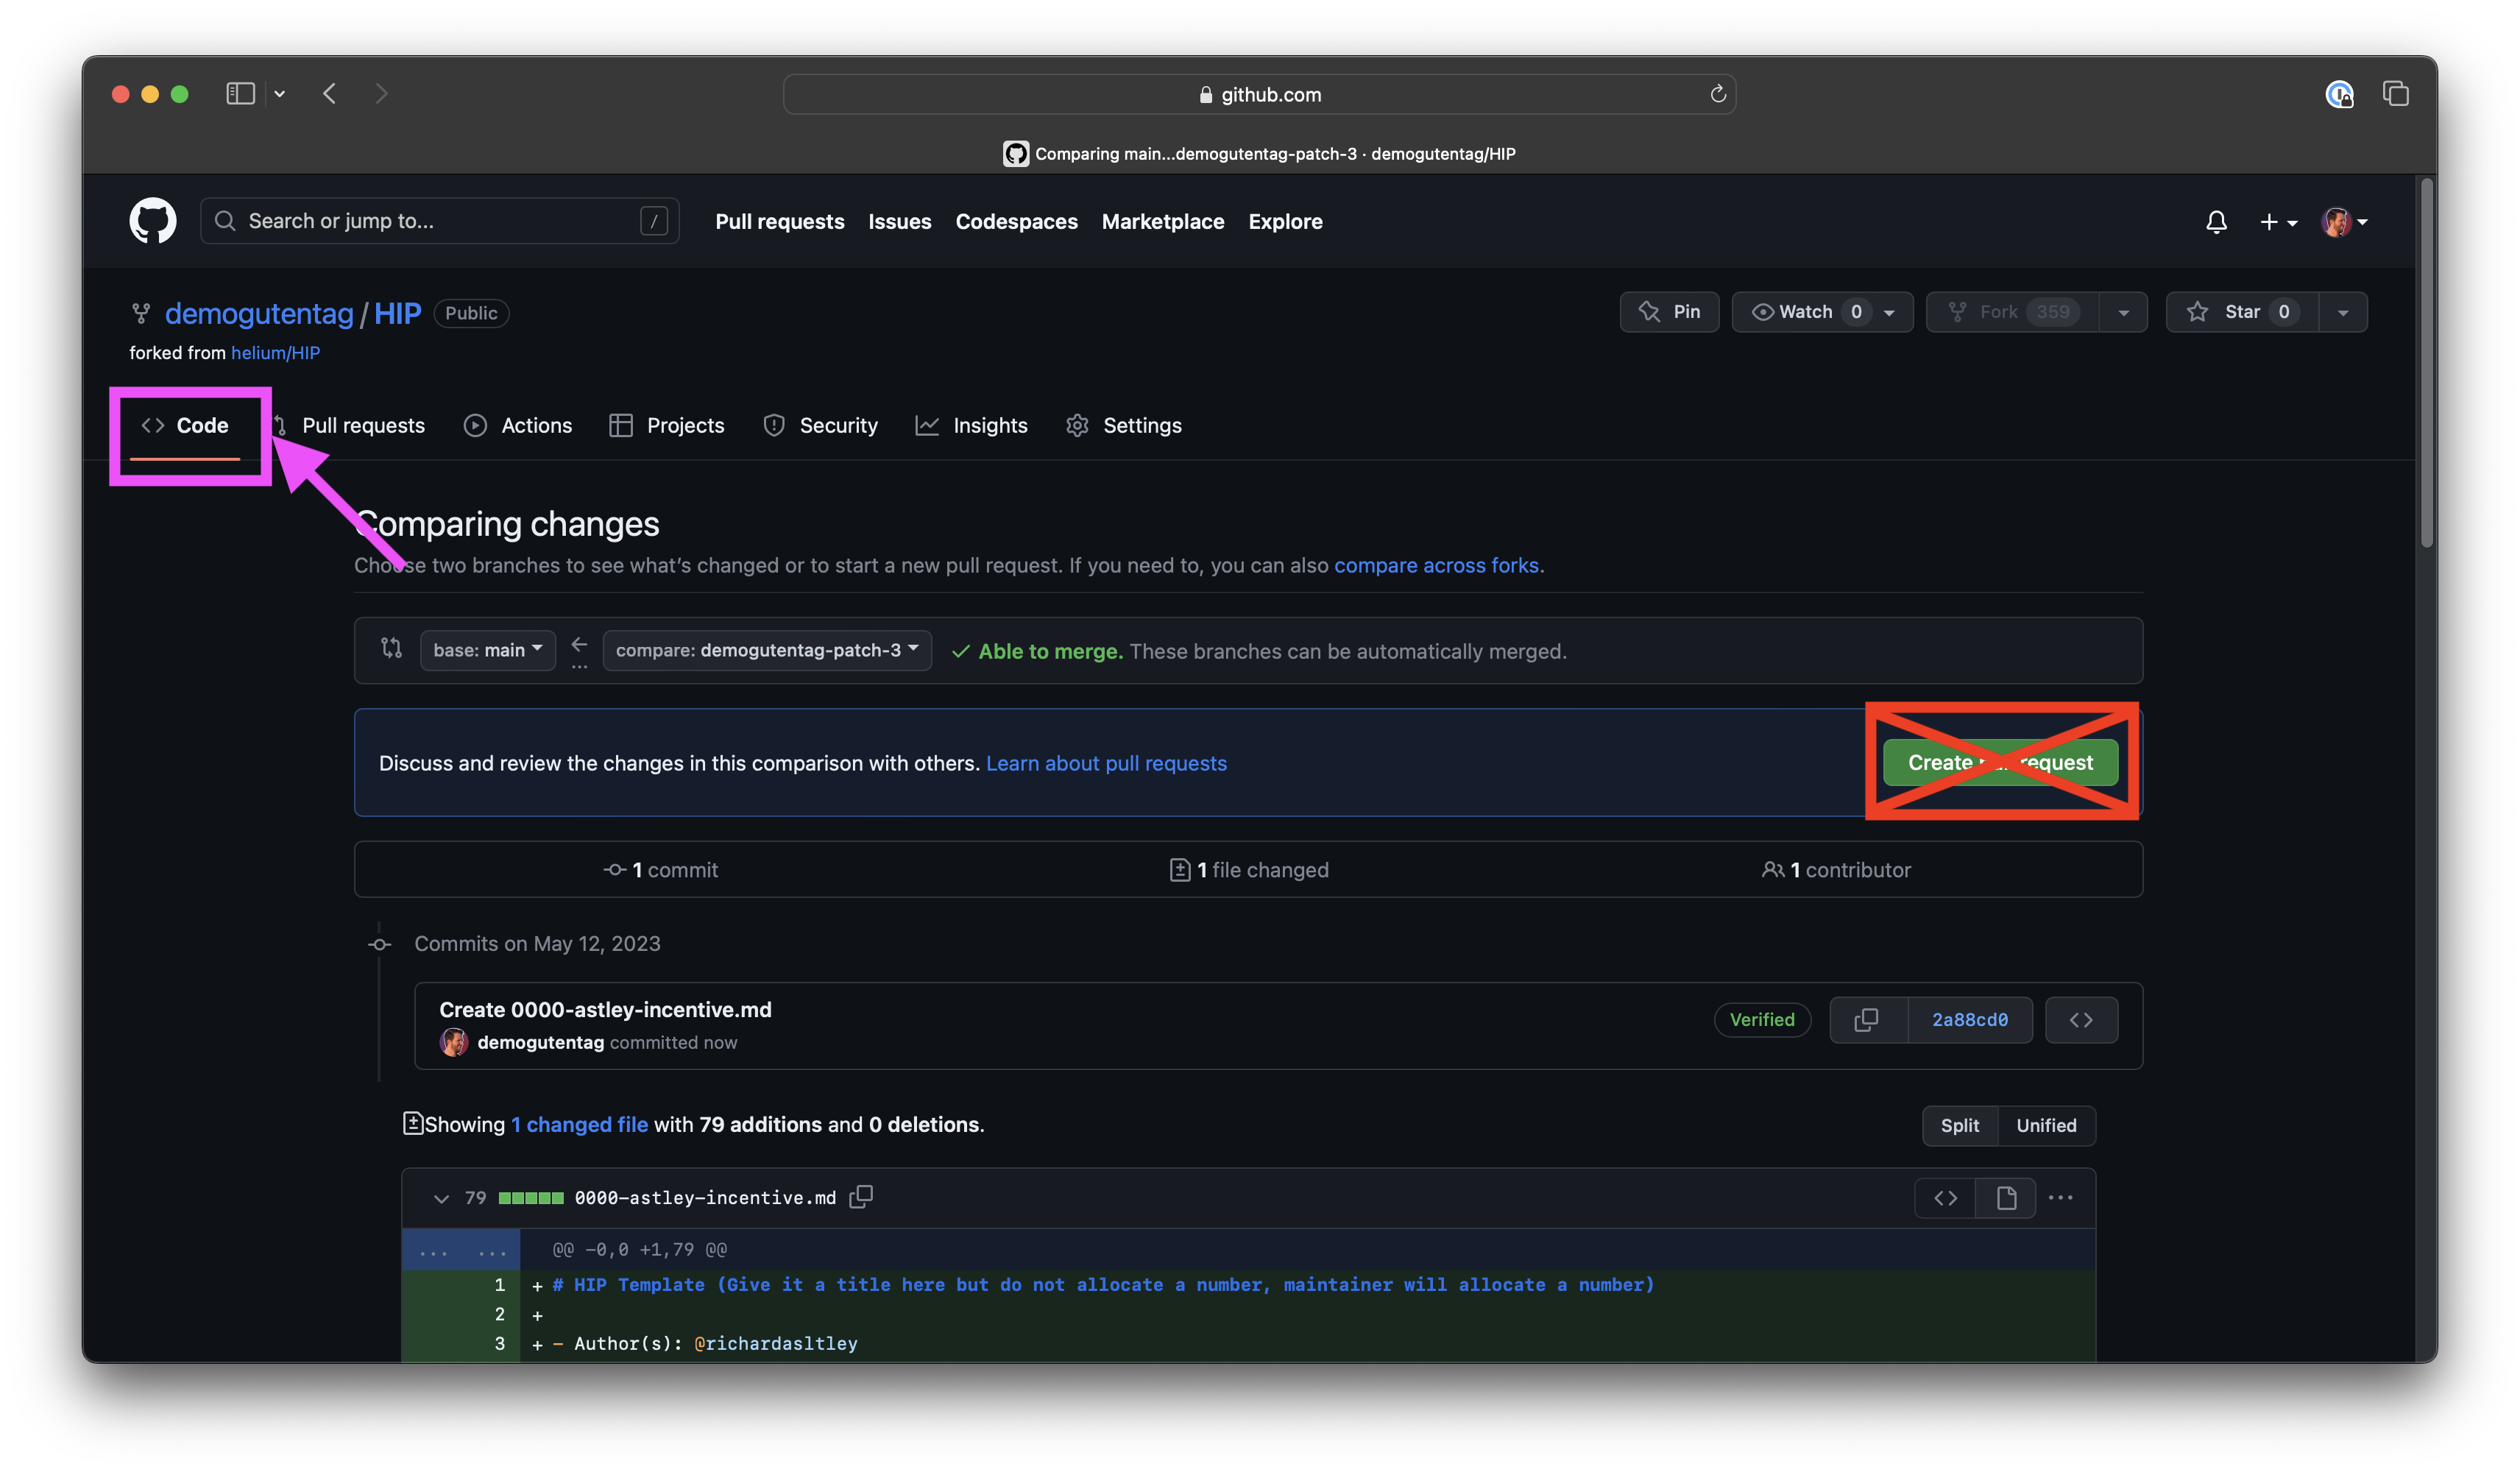 github.com
Comparing main...demogutentag-patch-3 · demogutentag/HIP
Search or jump to... /
Pull requests Issues Codespaces Marketplace Explore
demogutentag / HIP Public
Pin Watch 0 Fork 359 Star 0
forked from helium/HIP
Code Pull requests Actions Projects Security Insights Settings
Comparing changes
Choose two branches to see what's changed or to start a new pull request. If you need to, you can also compare across forks.
base: main ← ... compare: demogutentag-patch-3 ✓ Able to merge. These branches can be automatically merged.
Discuss and review the changes in this comparison with others. Learn about pull requests
Create request
1 commit 1 file changed 1 contributor
Commits on May 12, 2023
Create 0000-astley-incentive.md
demogutentag committed now
Verified 2a88cd0
Showing 1 changed file with 79 additions and 0 deletions.
Split Unified
79 0000-astley-incentive.md ...
... ... @@ -0,0 +1,79 @@
1 + # HIP Template (Give it a title here but do not allocate a number, maintainer will allocate a number)
2 +
3 + - Author(s): @richardasltley